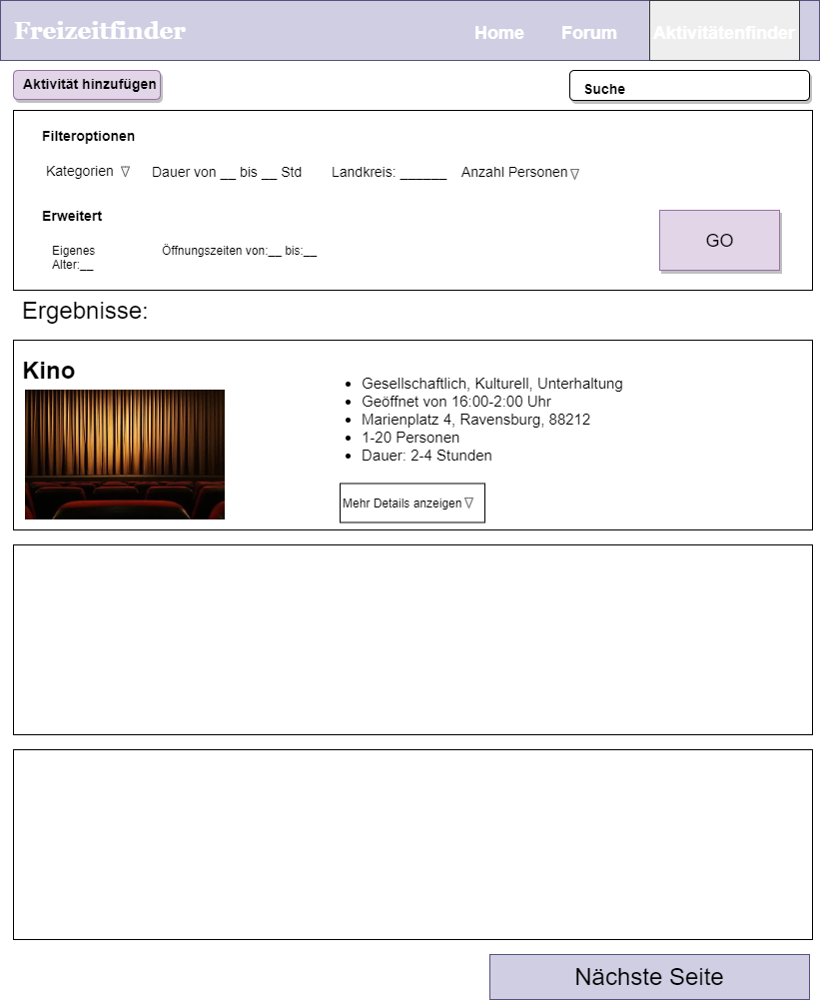 Freizeitfinder Home Forum Aktivitätenfinder
Aktivität hinzufügen Suche
Filteroptionen
Kategorien ▽ Dauer von __ bis __ Std Landkreis: ______ Anzahl Personen ▽
Erweitert
Eigenes Öffnungszeiten von:__ bis:__
Alter:__
GO
Ergebnisse:
Kino
• Gesellschaftlich, Kulturell, Unterhaltung
• Geöffnet von 16:00-2:00 Uhr
• Marienplatz 4, Ravensburg, 88212
• 1-20 Personen
• Dauer: 2-4 Stunden
Mehr Details anzeigen ▽
Nächste Seite